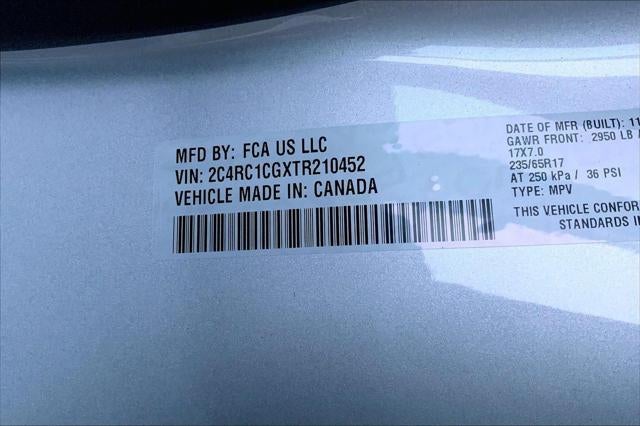 MFD BY: FCA US LLC
VIN: 2C4RC1CGXTR210452
VEHICLE MADE IN: CANADA
DATE OF MFR (BUILT): 11
GAWR FRONT: 2950 LB
17X7.0
235/65R17
AT 250 kPa / 36 PSI
TYPE: MPV
THIS VEHICLE
STANDARDS